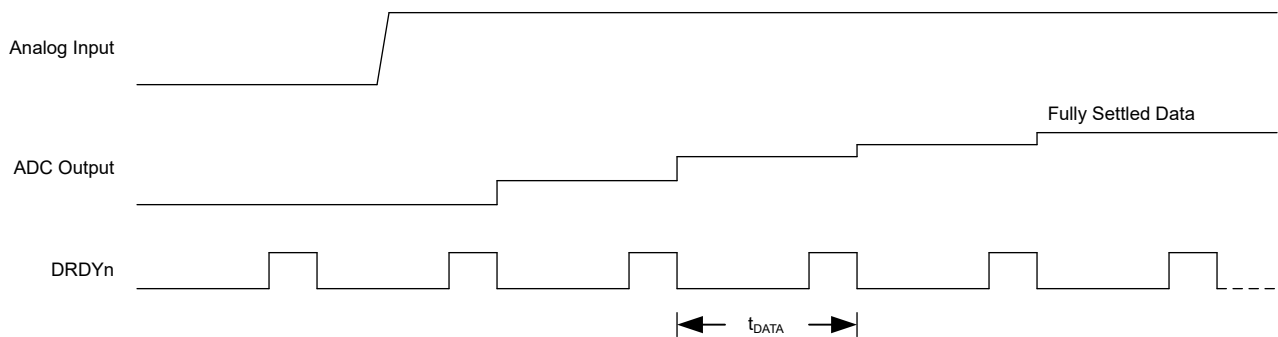 Analog Input
Fully Settled Data
ADC Output
DRDYn
tDATA